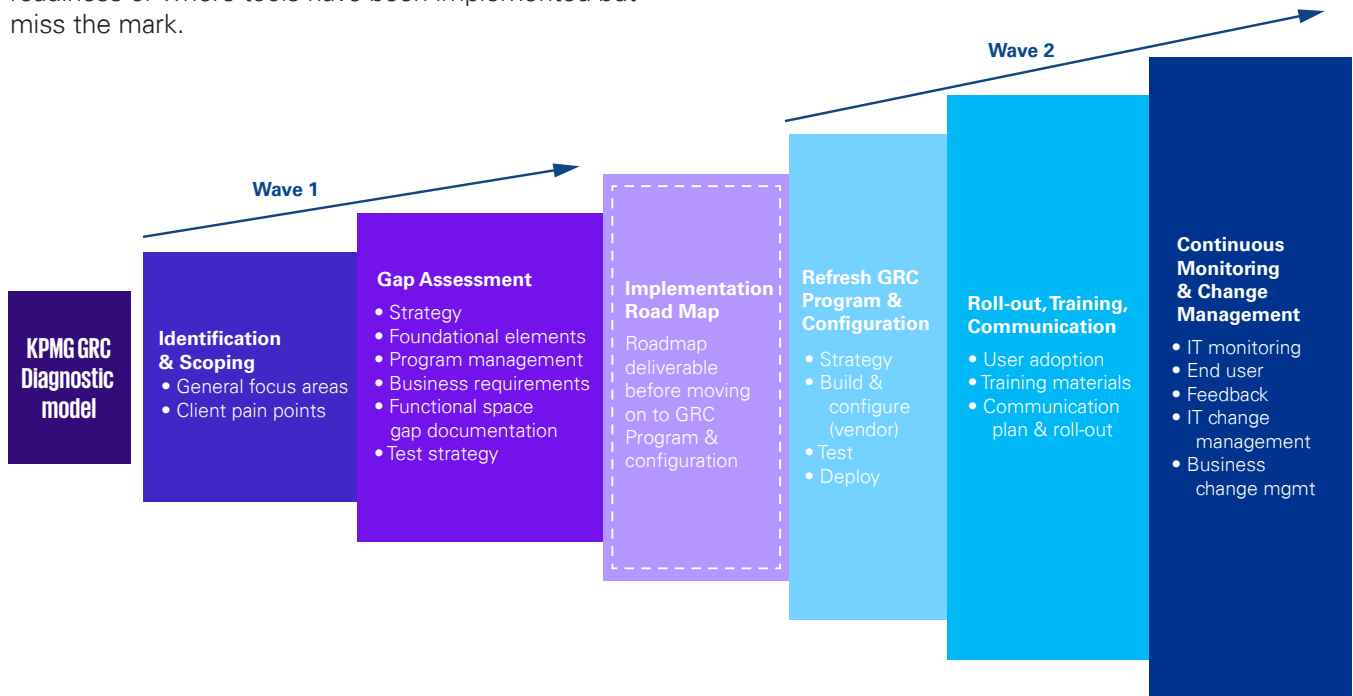 miss the mark.
Wave 1
Wave 2
KPMG GRC
Diagnostic
model
Identification
& Scoping
• General focus areas
• Client pain points
Gap Assessment
• Strategy
• Foundational elements
• Program management
• Business requirements
• Functional space
gap documentation
• Test strategy
Implementation
Road Map
Roadmap
deliverable
before moving
on to GRC
Program &
configuration
Refresh GRC
Program &
Configuration
• Strategy
• Build &
configure
(vendor)
• Test
• Deploy
Roll-out, Training,
Communication
• User adoption
• Training materials
• Communication
plan & roll-out
Continuous
Monitoring
& Change
Management
• IT monitoring
• End user
• Feedback
• IT change
management
• Business
change mgmt